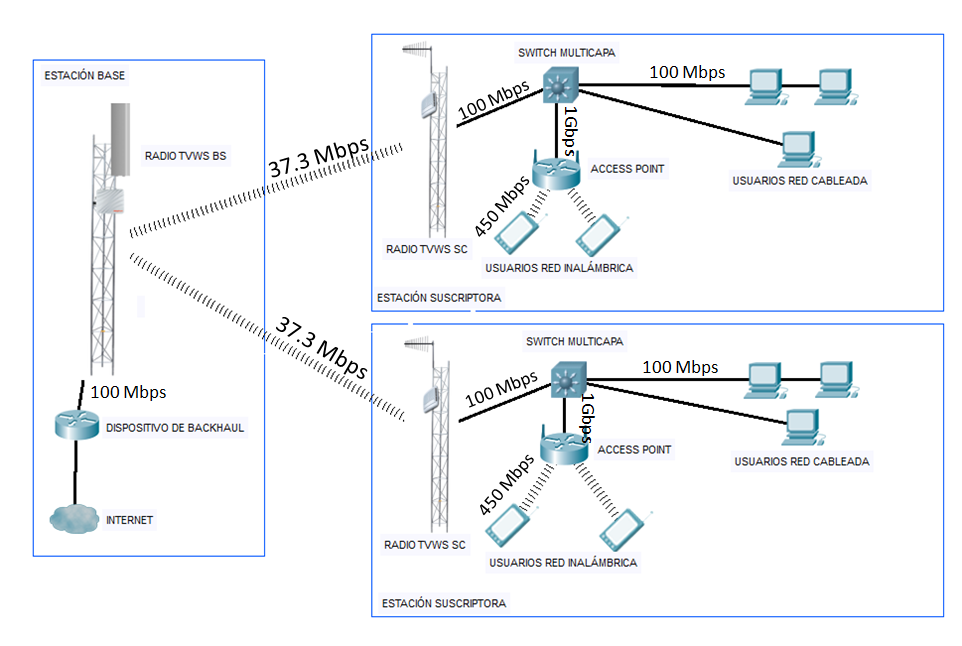 ESTACIÓN BASE
RADIO TVWS BS
100 Mbps
DISPOSITIVO DE BACKHAUL
INTERNET
37.3 Mbps
37.3 Mbps
SWITCH MULTICAPA
100 Mbps
100 Mbps
1Gbps
ACCESS POINT
USUARIOS RED CABLEADA
450 Mbps
RADIO TVWS SC
USUARIOS RED INALÁMBRICA
ESTACIÓN SUSCRIPTORA
SWITCH MULTICAPA
100 Mbps
100 Mbps
1Gbps
ACCESS POINT
USUARIOS RED CABLEADA
450 Mbps
RADIO TVWS SC
USUARIOS RED INALÁMBRICA
ESTACIÓN SUSCRIPTORA